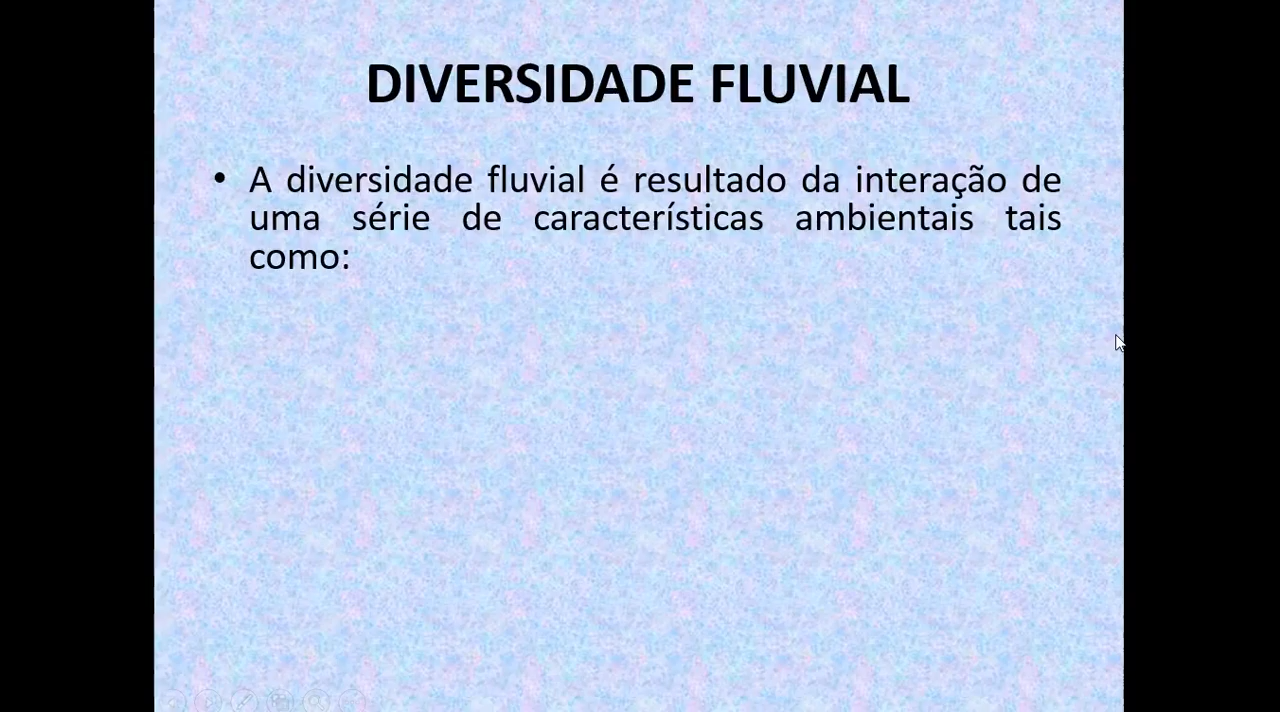 DIVERSIDADE FLUVIAL
• A diversidade fluvial é resultado da interação de
uma série de características ambientais tais
como: